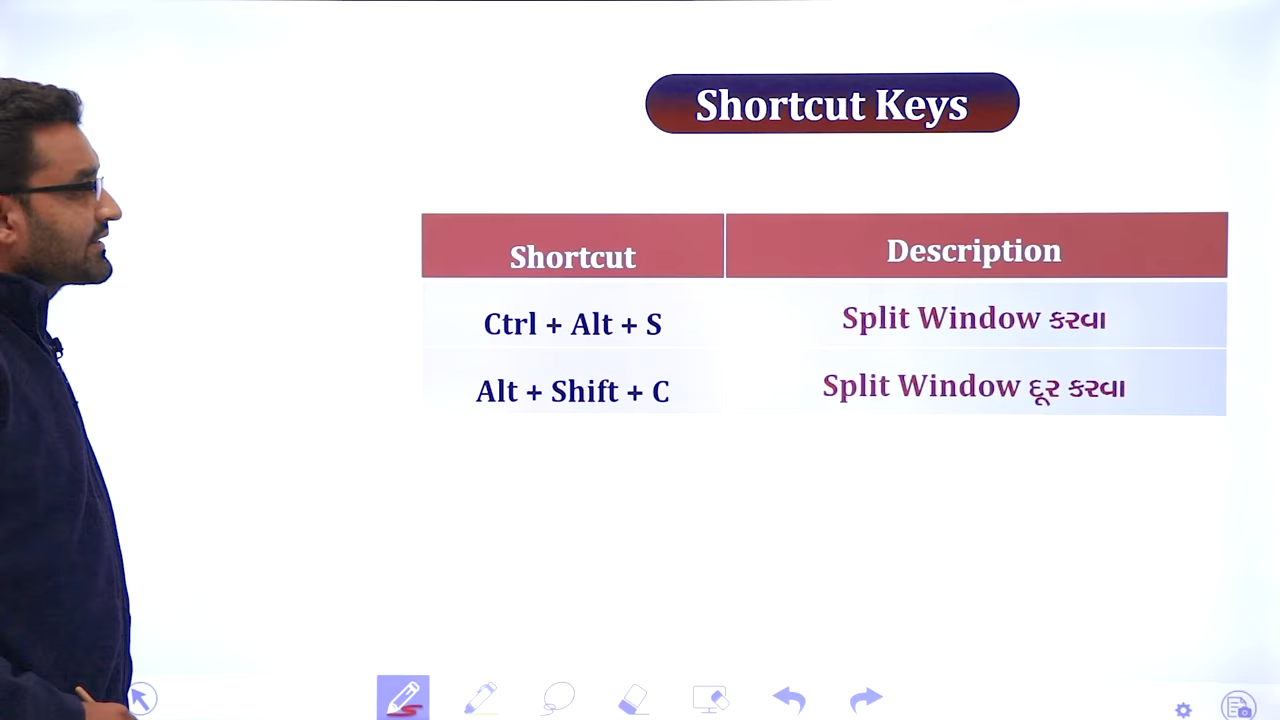 Shortcut Keys
Shortcut Description
Ctrl + Alt + S Split Window કરવા
Alt + Shift + C Split Window દૂર કરવા